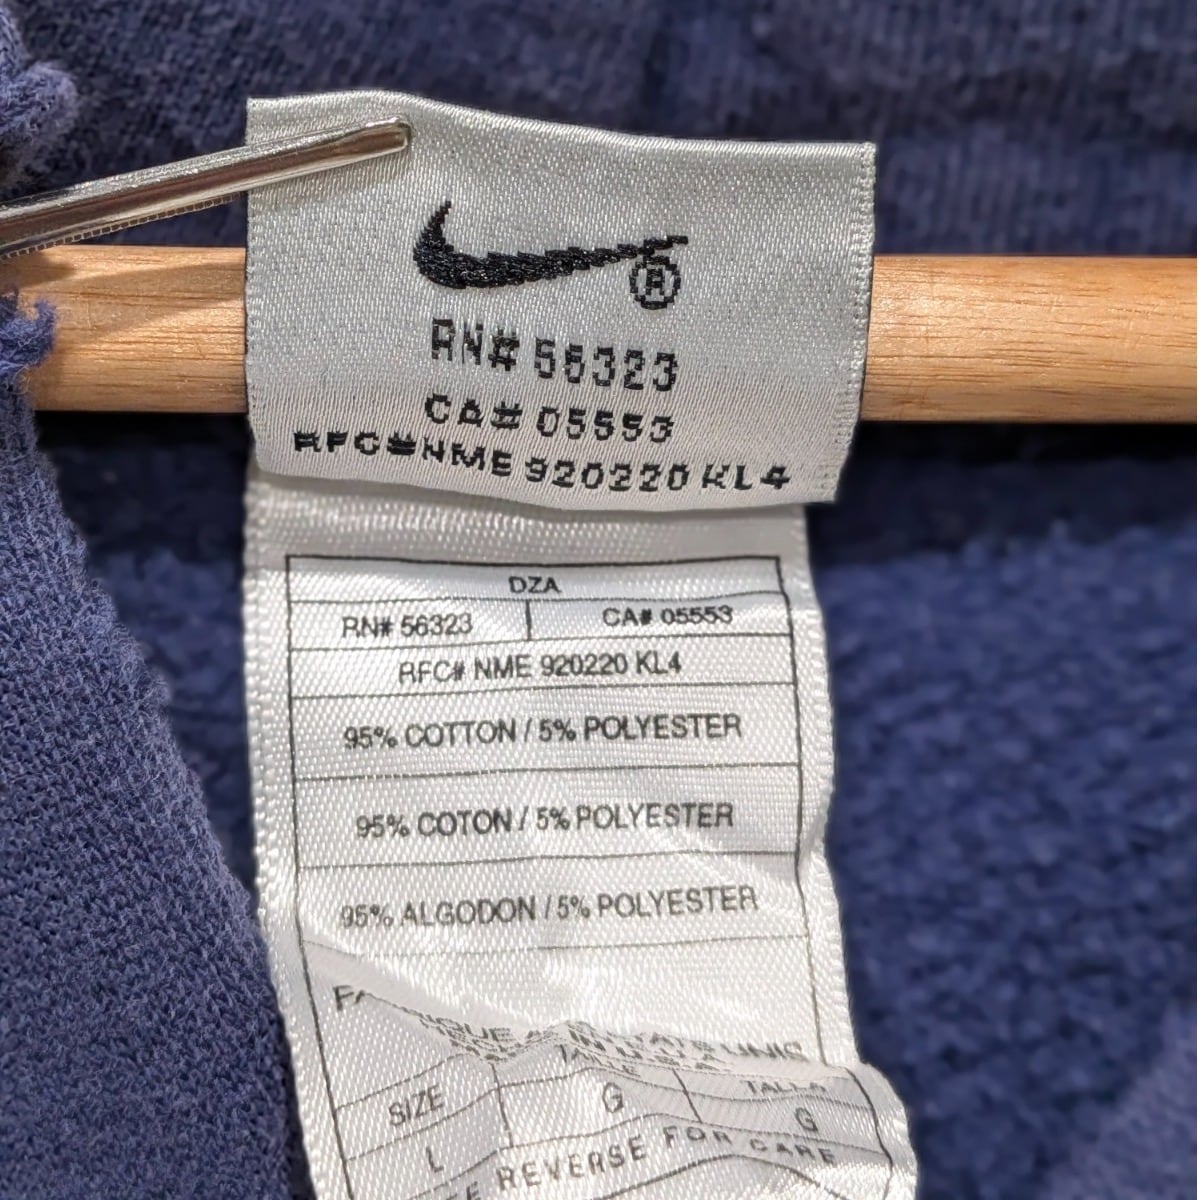 ®
RN# 56323
CA# 05553
RFC# NME 920220 KL4
DZA
RN# 56323 CA# 05553
RFC# NME 920220 KL4
95% COTTON / 5% POLYESTER
95% COTON / 5% POLYESTER
95% ALGODON / 5% POLYESTER
IN U.S.A.
SIZE TALLA
L G G
REVERSE FOR CARE